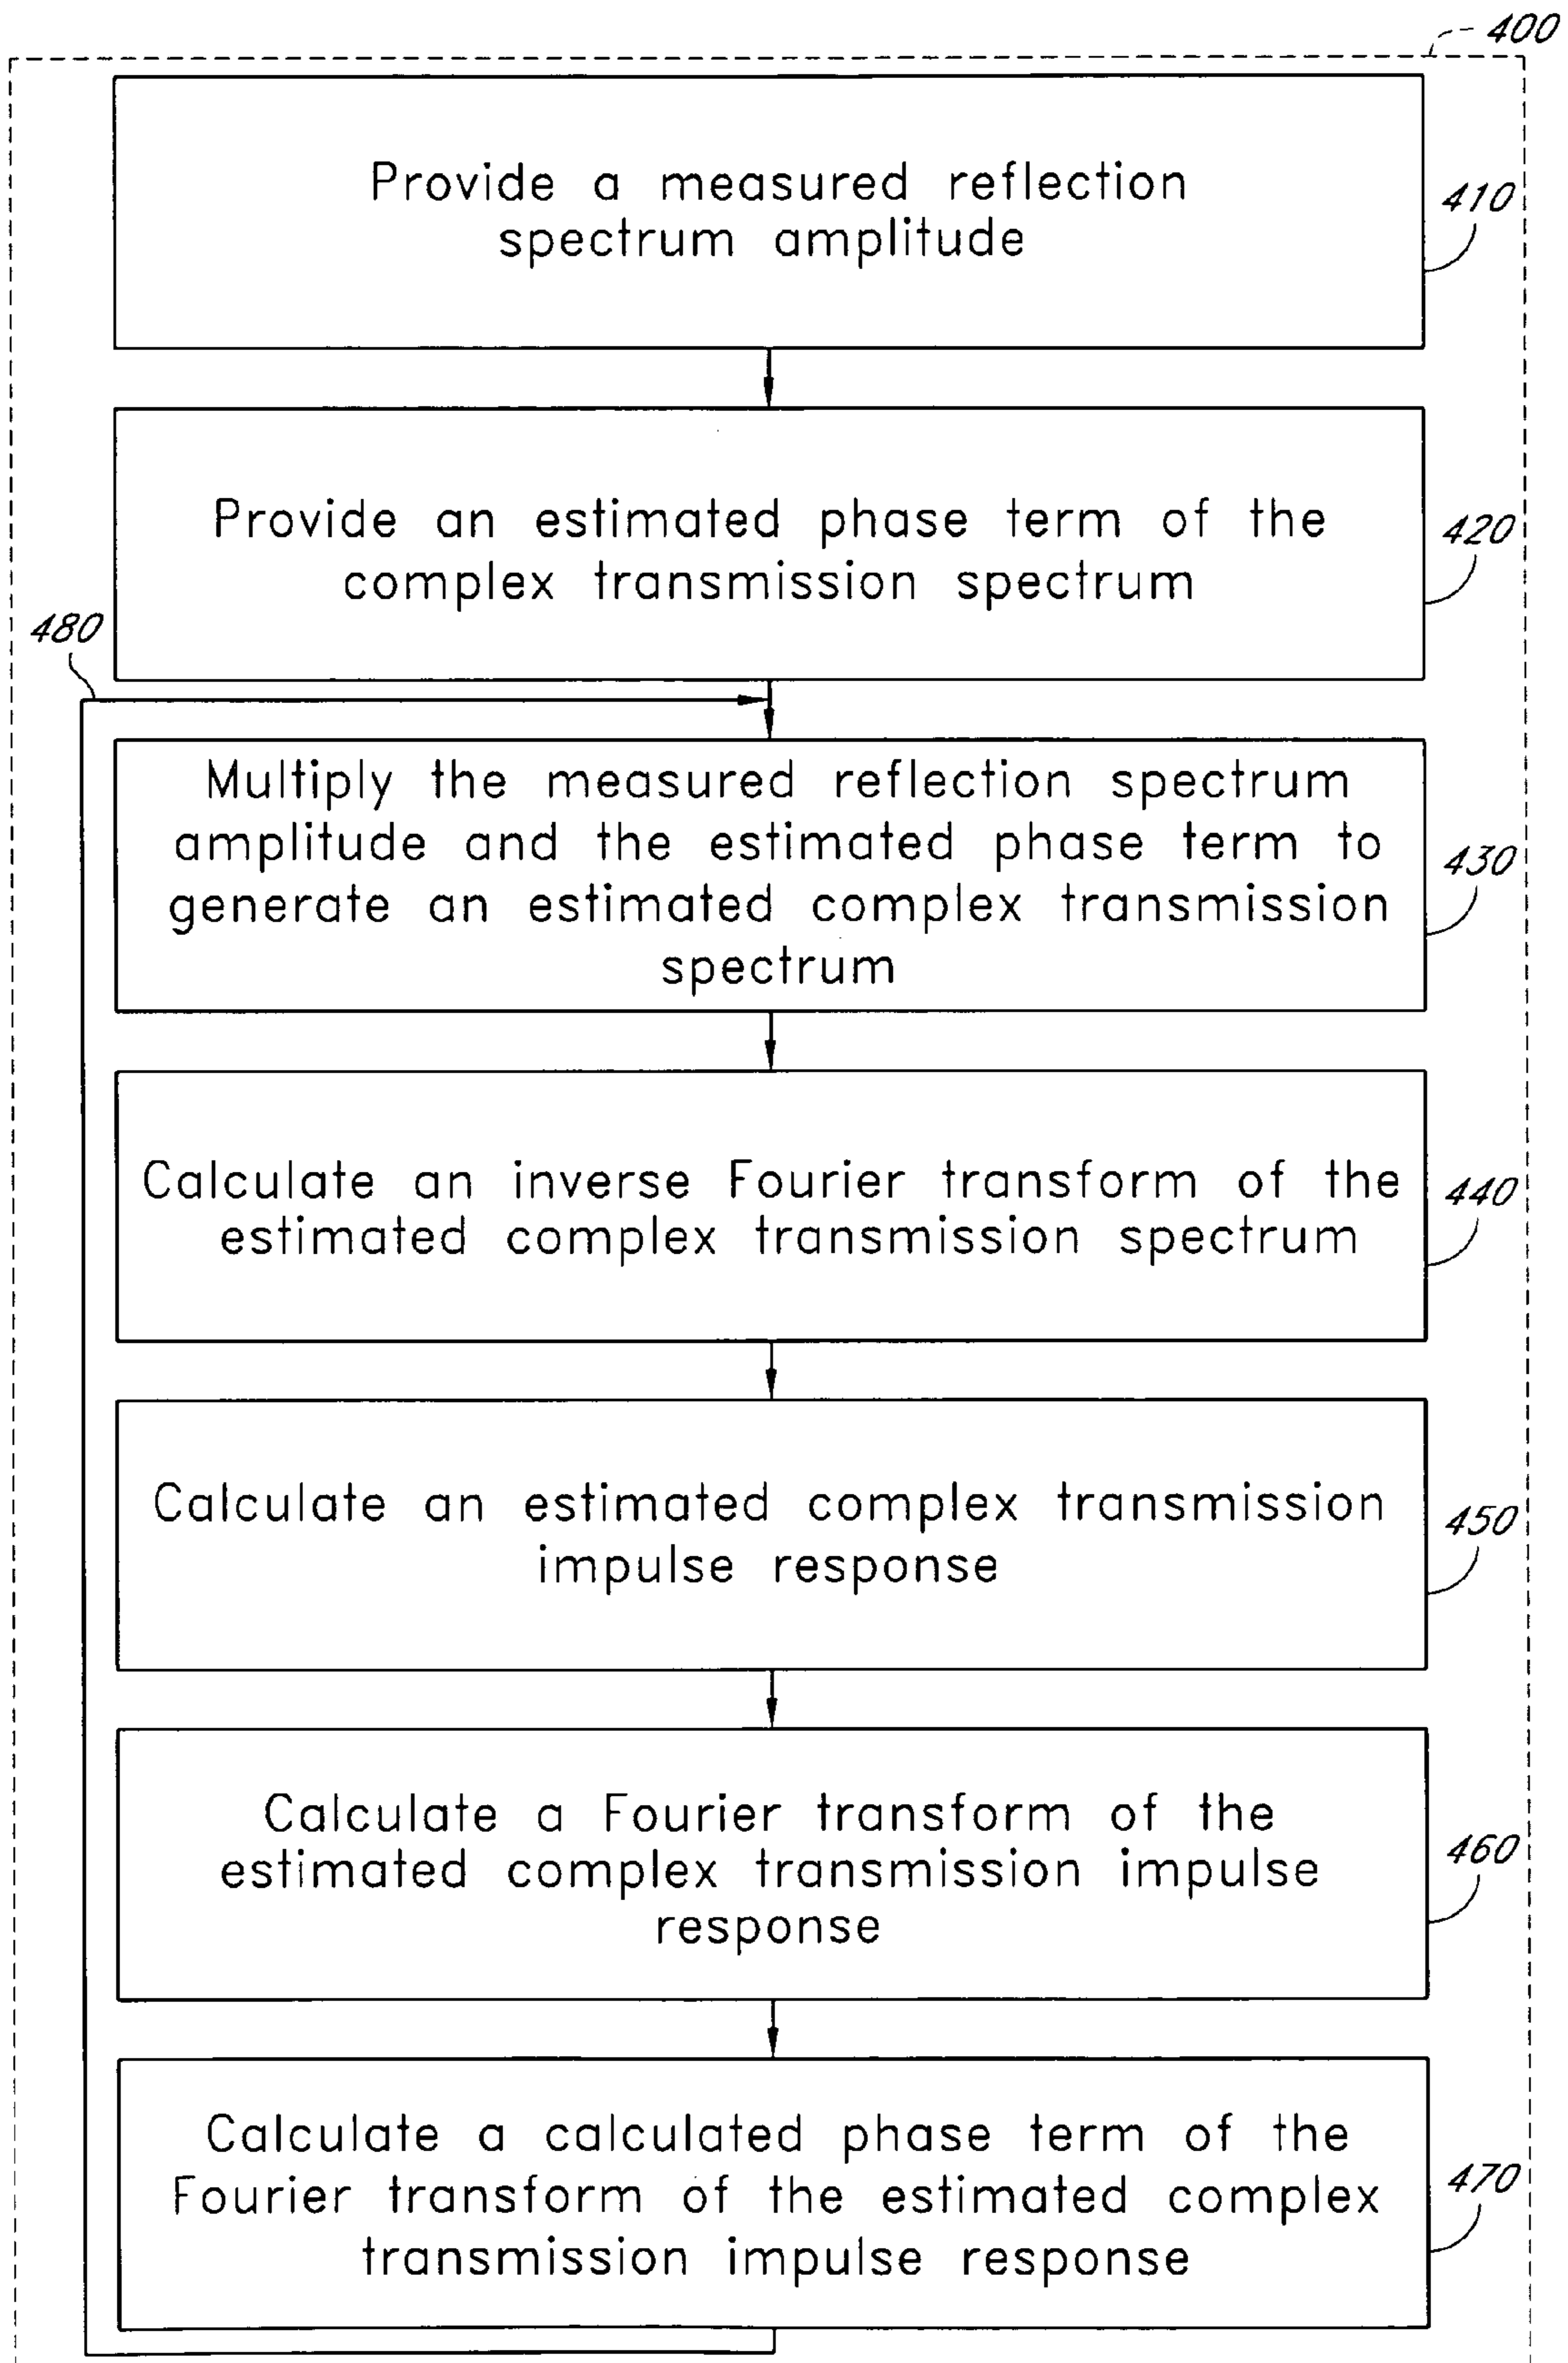 400
Provide a measured reflection
spectrum amplitude
410
Provide an estimated phase term of the
complex transmission spectrum
420
480
Multiply the measured reflection spectrum
amplitude and the estimated phase term to
generate an estimated complex transmission
spectrum
430
Calculate an inverse Fourier transform of the
estimated complex transmission spectrum
440
Calculate an estimated complex transmission
impulse response
450
Calculate a Fourier transform of the
estimated complex transmission impulse
response
460
Calculate a calculated phase term of the
Fourier transform of the estimated complex
transmission impulse response
470